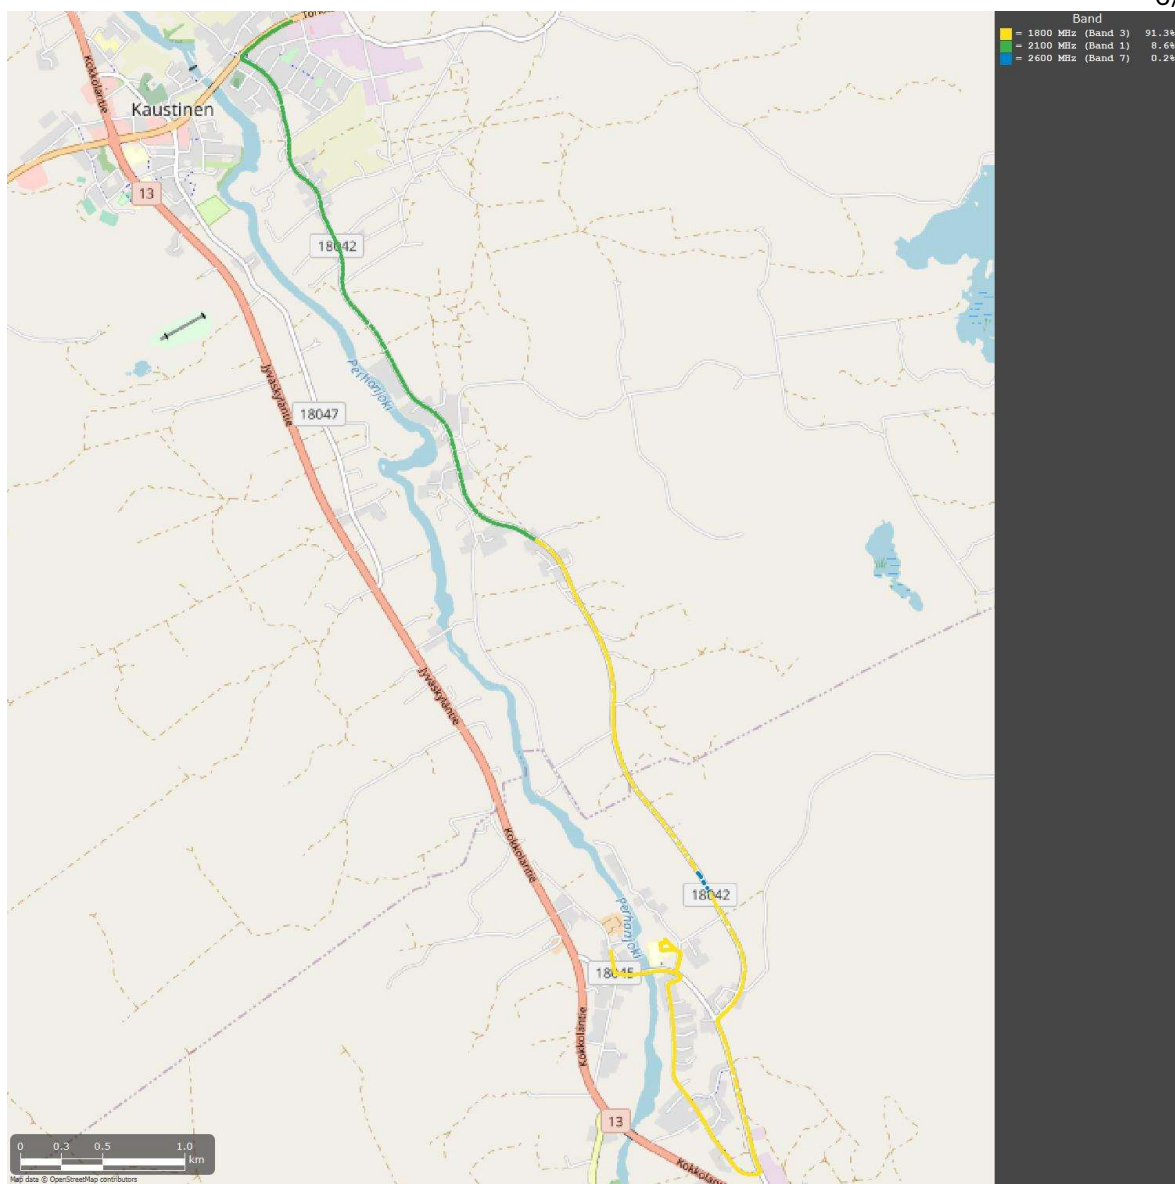 Band
= 1800 MHz (Band 3) 91.3%
= 2100 MHz (Band 1) 8.6%
= 2600 MHz (Band 7) 0.2%
Kokkolantie
Kaustinen
13
18042
Perhonjoki
Jyväskyläntie
18047
Jyväskyläntie
Kokkolantie
18042
Perhonjoki
18045
Kokkolantie
13
Kokkolantie
0 0.3 0.5 1.0
km
Map data © OpenStreetMap contributors